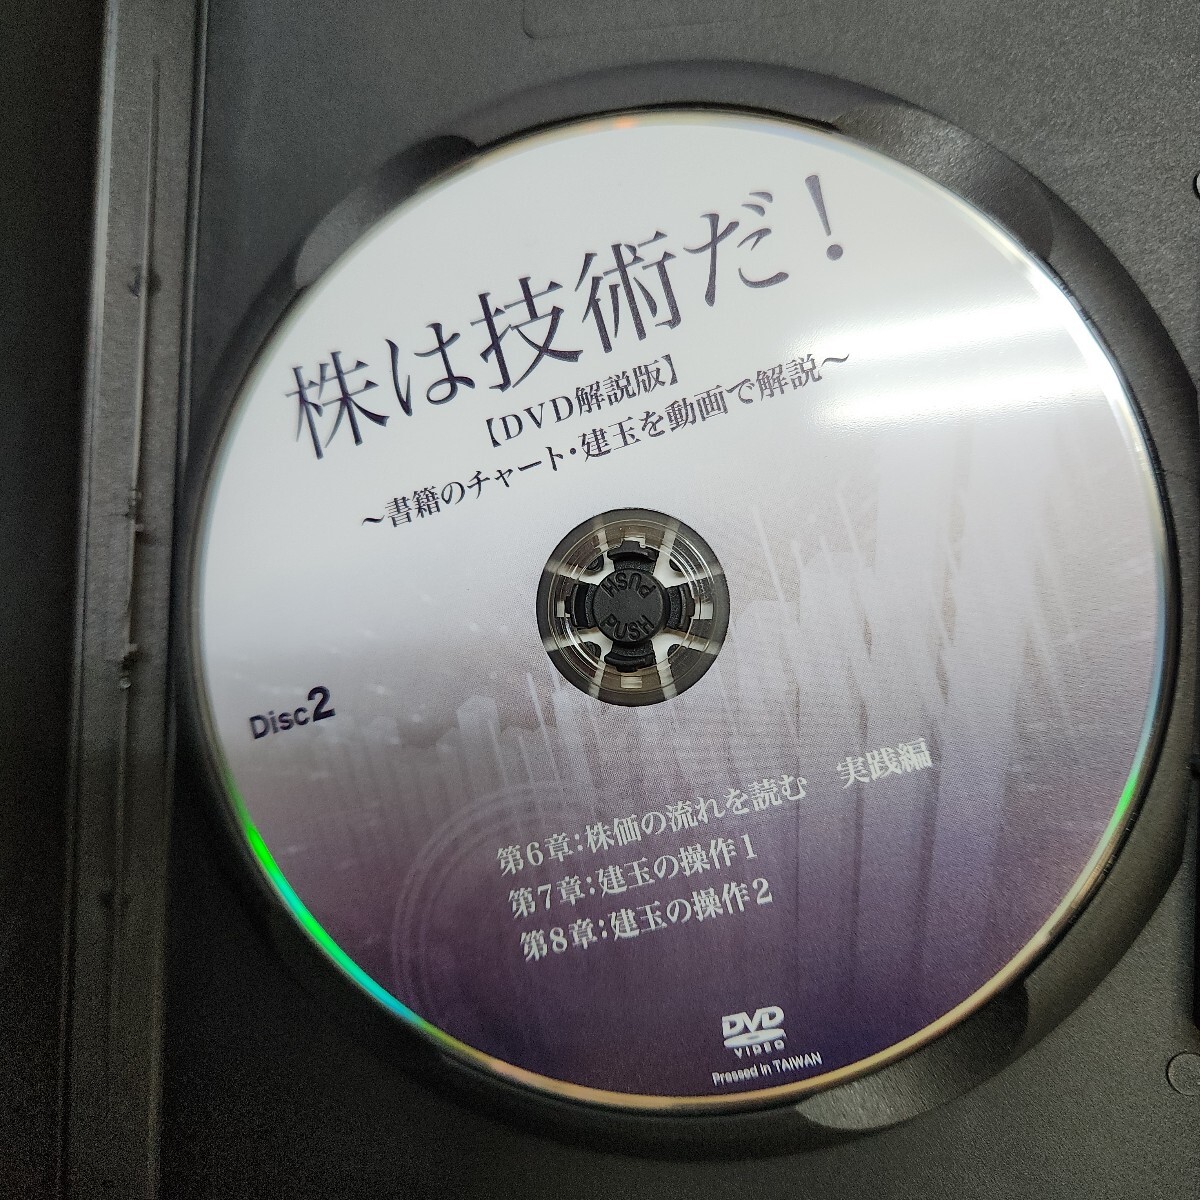 株は技術だ！
【DVD解説版】
～書籍のチャート・建玉を動画で解説～
PUSH
PUSH
Disc2
第6章：株価の流れを読む　実践編
第7章：建玉の操作1
第8章：建玉の操作2
DVD
VIDEO
Pressed in TAIWAN